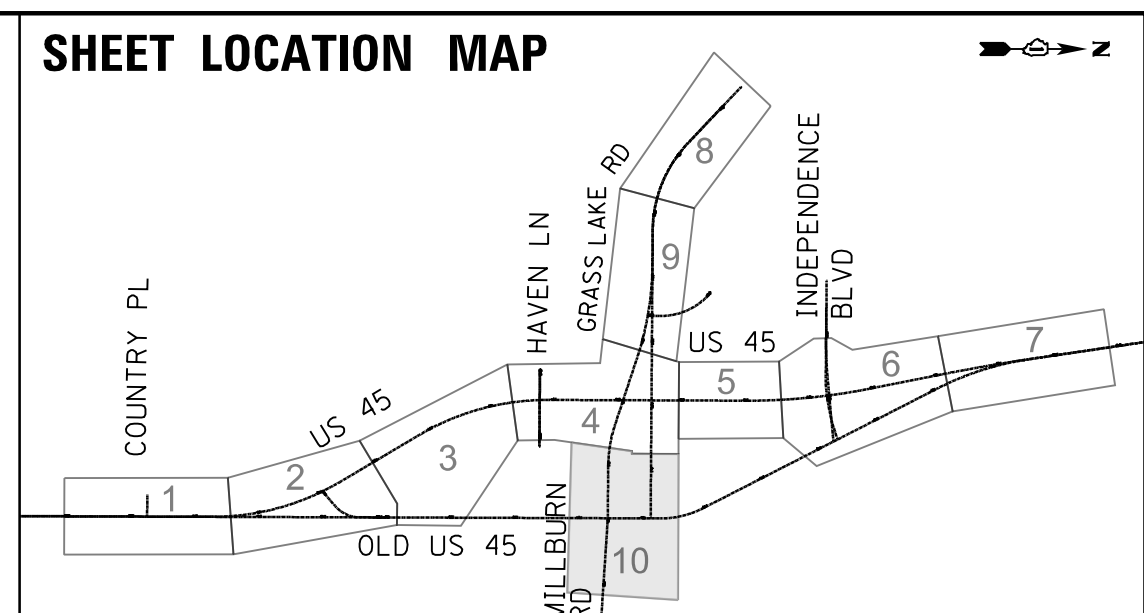 SHEET LOCATION MAP
N
8
GRASS LAKE RD
INDEPENDENCE
BLVD
9
HAVEN LN
COUNTRY PL
US 45
US 45
7
6
5
4
3
2
1
OLD US 45
MILLBURN
RD
10